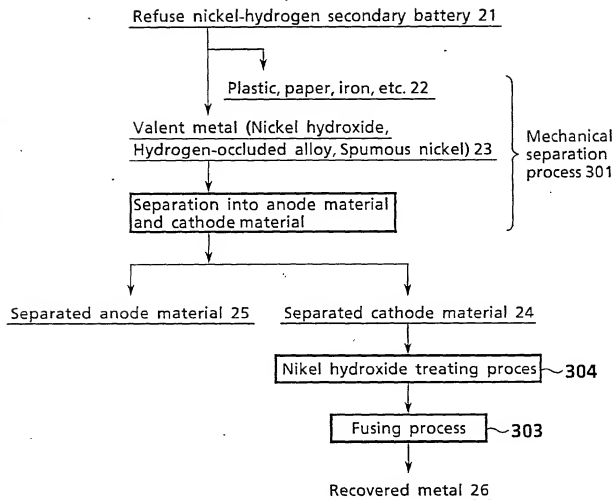 Refuse nickel-hydrogen secondary battery 21
Plastic, paper, iron, etc. 22
Valent metal (Nickel hydroxide,
Hydrogen-occluded alloy, Spumous nickel) 23
Mechanical
separation
process 301
Separation into anode material
and cathode material
Separated anode material 25
Separated cathode material 24
Nikel hydroxide treating proces
304
Fusing process
303
Recovered metal 26